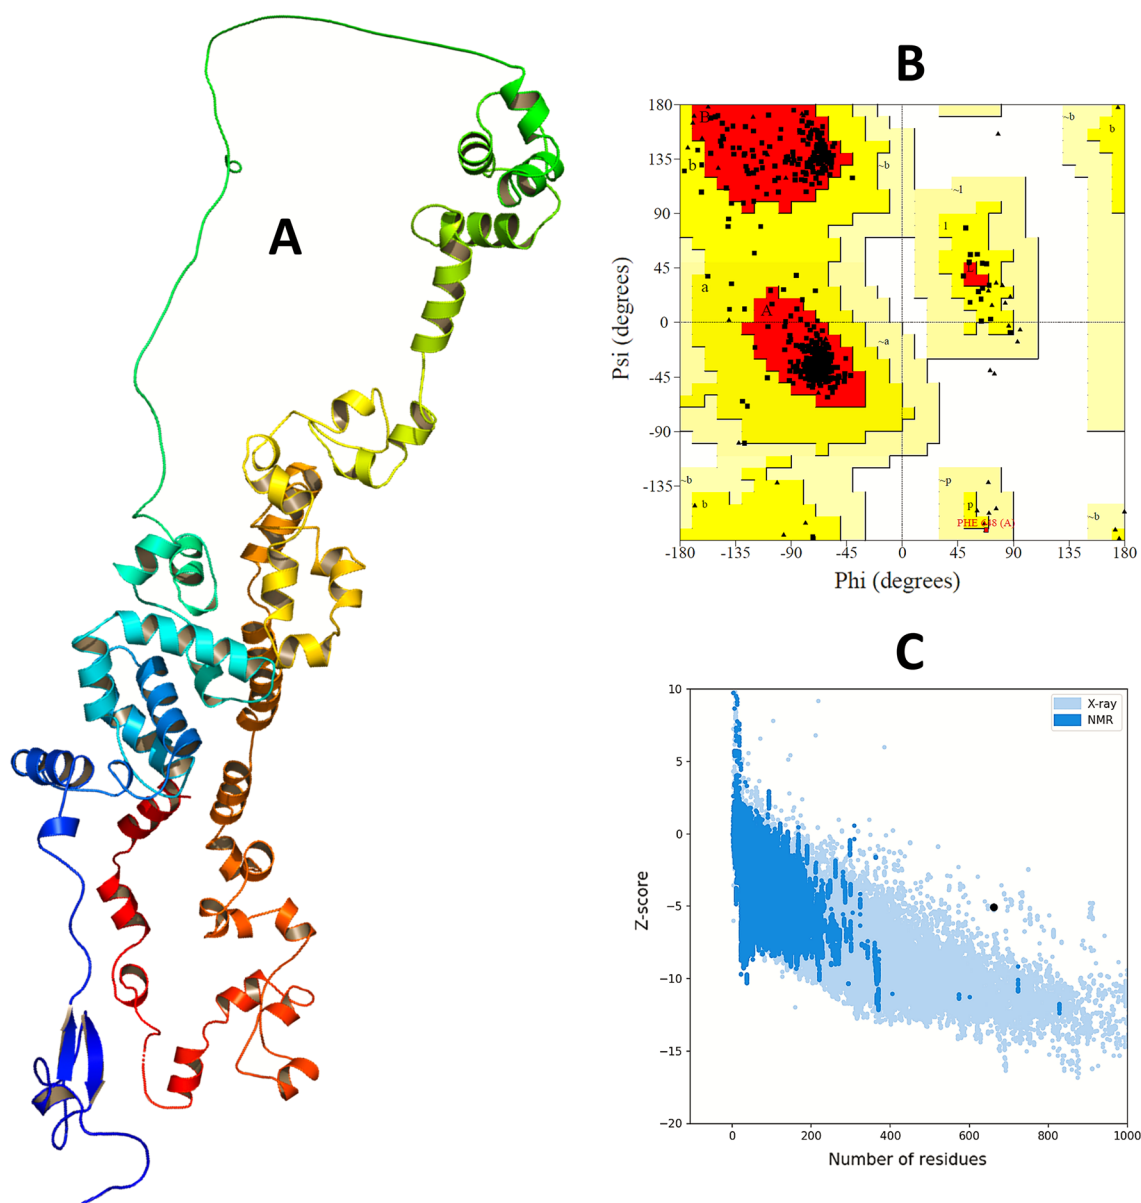 A
B
180
135
90
45
0
-45
-90
-135
-180
-180
-135
-90
-45
0
45
90
135
180
Psi (degrees)
Phi (degrees)
B
b
~b
~b
b
~l
l
L
a
A
~a
~b
b
~p
p
~b
C
10
5
0
−5
−10
−15
−20
0
200
400
600
800
1000
Z-score
Number of residues
X-ray
NMR